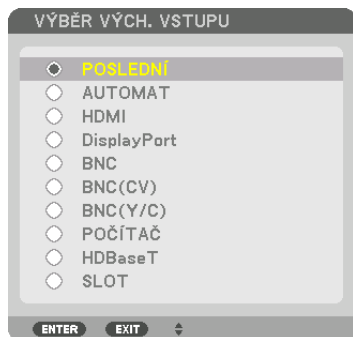 VÝBĚR VÝCH. VSTUPU
POSLEDNÍ
AUTOMAT
HDMI
DisplayPort
BNC
BNC(CV)
BNC(Y/C)
POČÍTAČ
HDBaseT
SLOT
ENTER EXIT